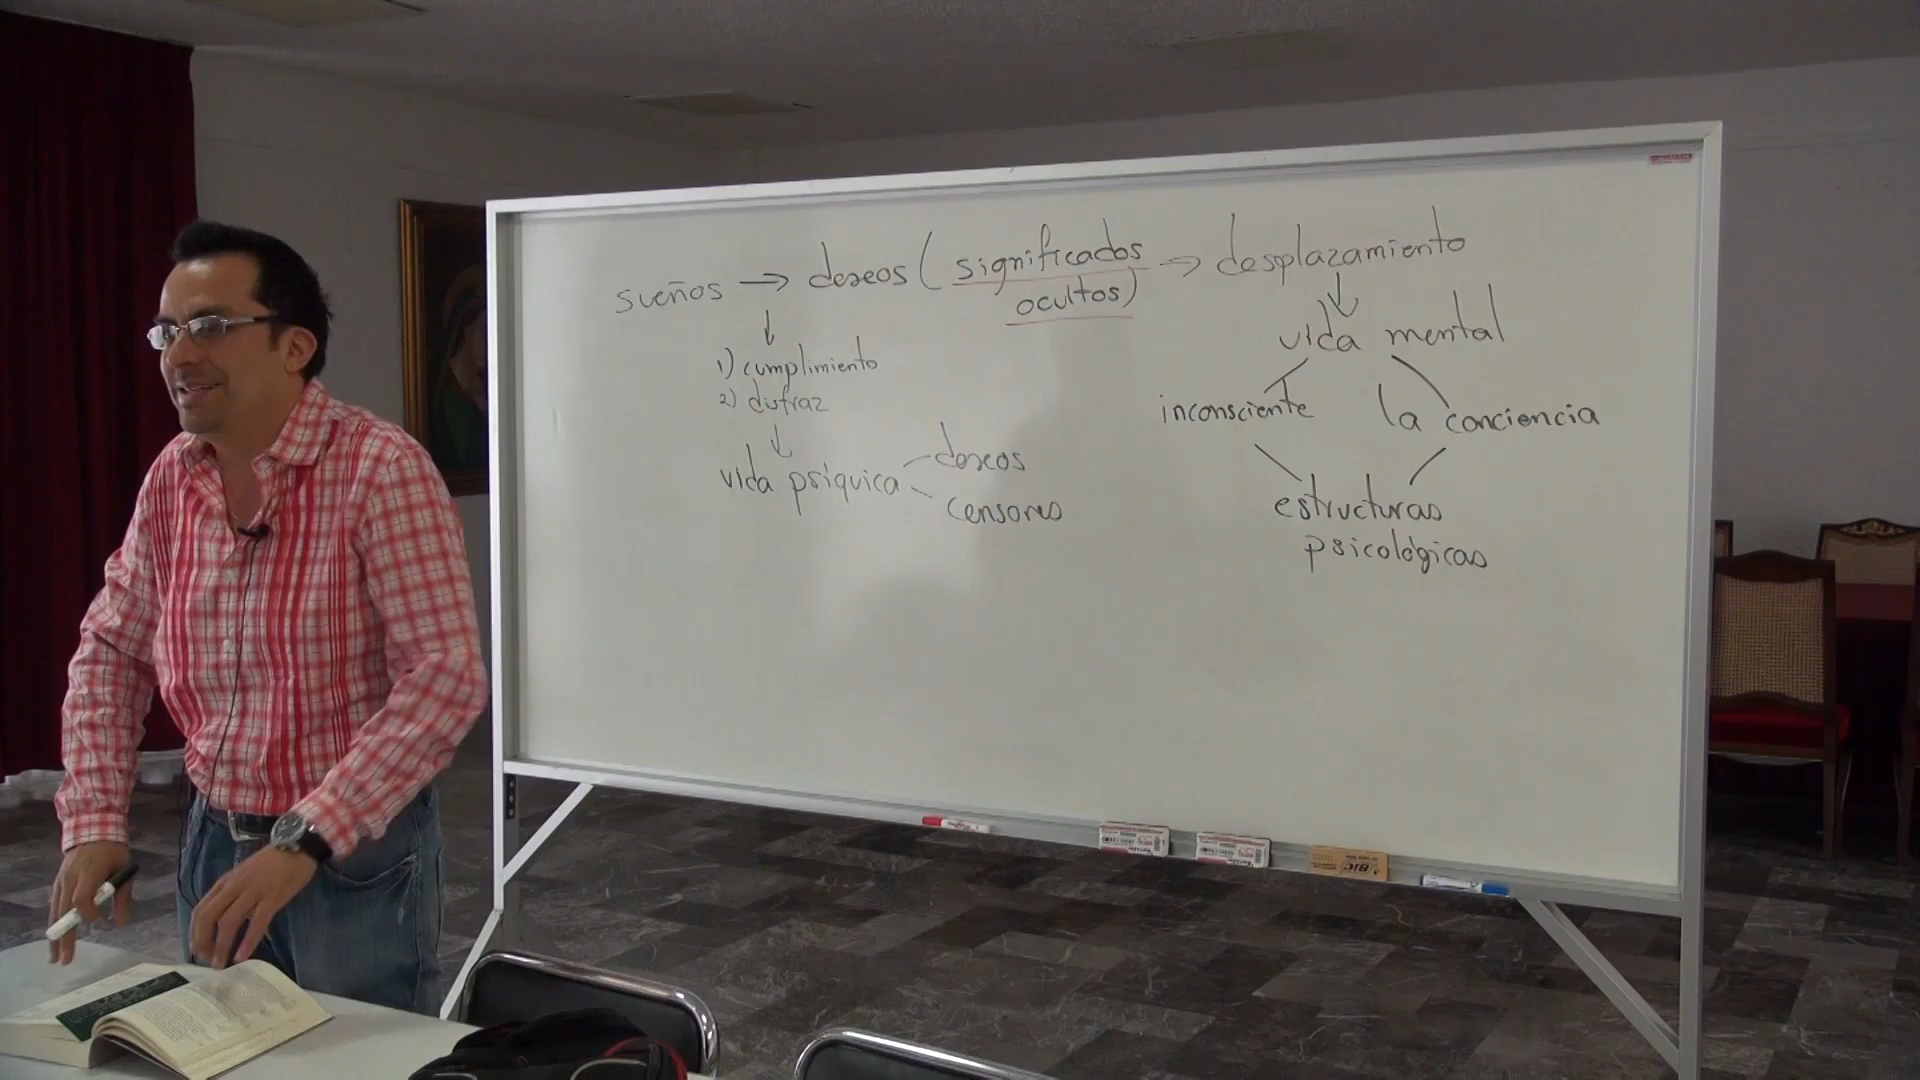 sueños → deseos (significados → desplazamiento
ocultos)
1) cumplimiento
2) disfraz
vida psíquica
deseos
censores
vida mental
inconsciente
la conciencia
estructuras
psicológicas
BIC